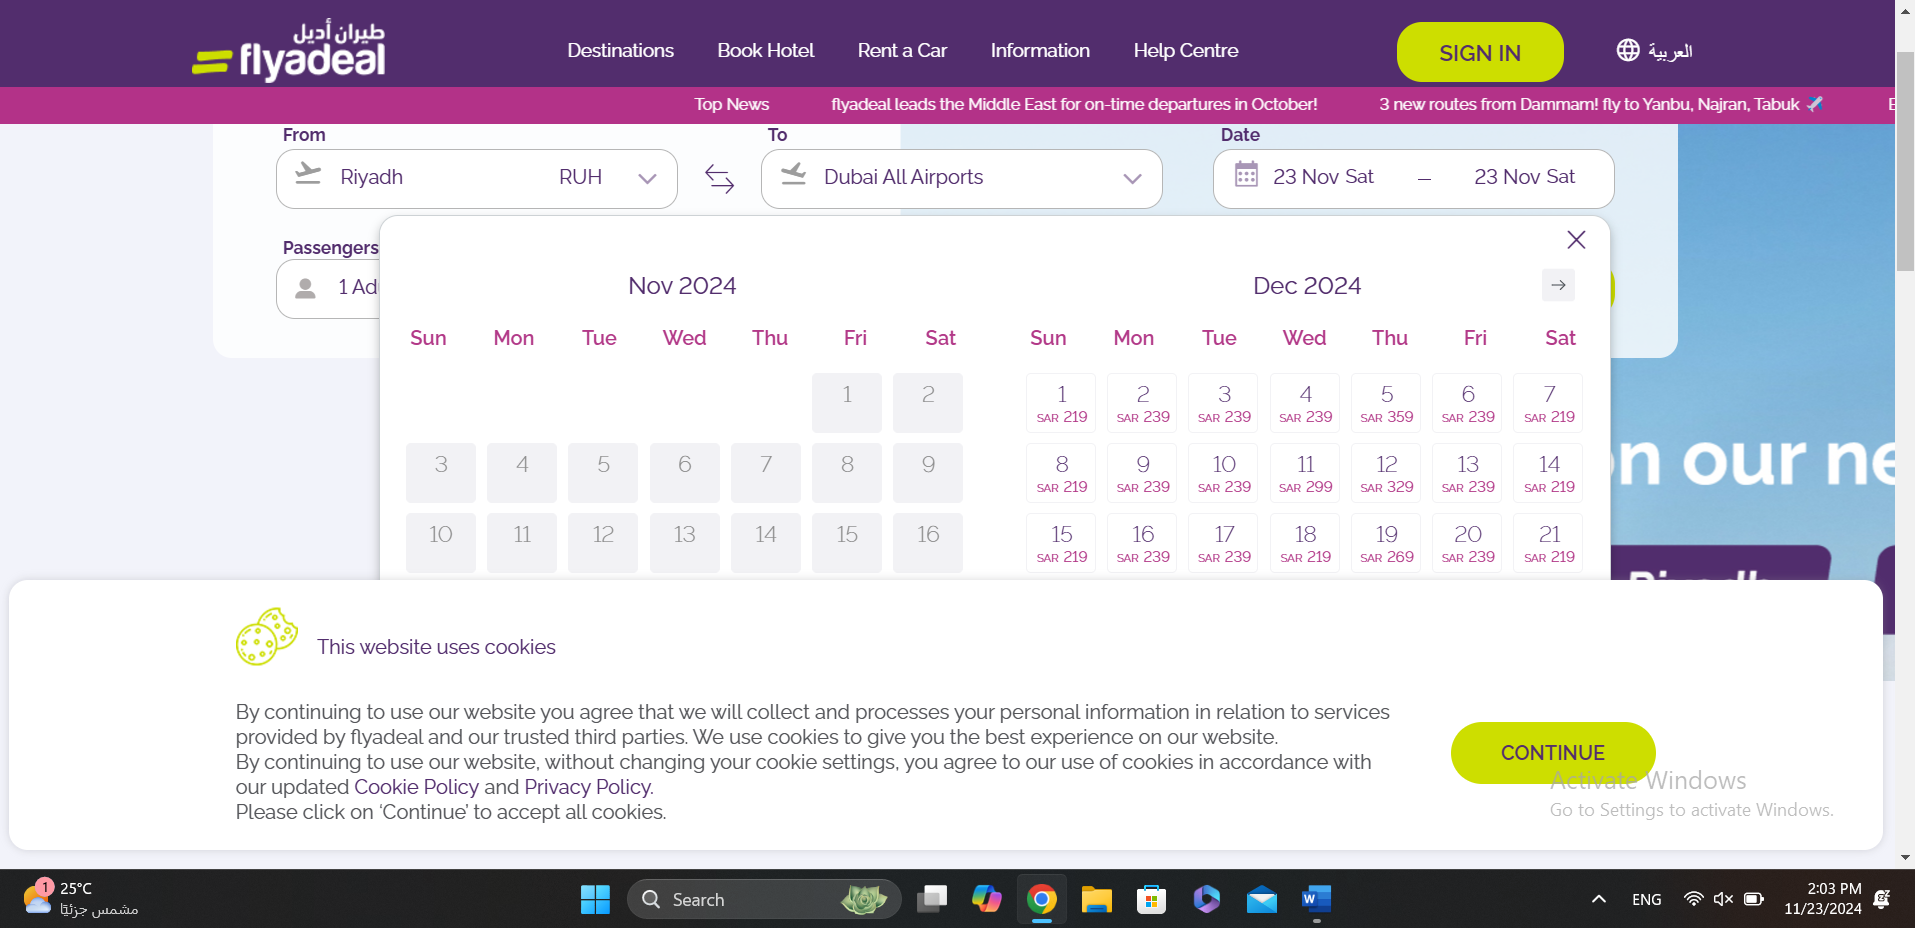 طيران أديل
flyadeal
Destinations Book Hotel Rent a Car Information Help Centre SIGN IN العربية
Top News flyadeal leads the Middle East for on-time departures in October! 3 new routes from Dammam! fly to Yanbu, Najran, Tabuk
From To Date
Riyadh RUH Dubai All Airports 23 Nov Sat – 23 Nov Sat
Passengers
1
Nov 2024 Dec 2024
Sun Mon Tue Wed Thu Fri Sat Sun Mon Tue Wed Thu Fri Sat
1 2 1 2 3 4 5 6 7
SAR 219 SAR 239 SAR 239 SAR 239 SAR 359 SAR 239 SAR 219
3 4 5 6 7 8 9 8 9 10 11 12 13 14
SAR 219 SAR 239 SAR 239 SAR 299 SAR 329 SAR 239 SAR 219
on our
10 11 12 13 14 15 16 15 16 17 18 19 20 21
SAR 219 SAR 239 SAR 239 SAR 219 SAR 269 SAR 239 SAR 219
This website uses cookies
By continuing to use our website you agree that we will collect and processes your personal information in relation to services
provided by flyadeal and our trusted third parties. We use cookies to give you the best experience on our website.
By continuing to use our website, without changing your cookie settings, you agree to our use of cookies in accordance with
our updated Cookie Policy and Privacy Policy.
Please click on ‘Continue’ to accept all cookies.
CONTINUE
Activate Windows
Go to Settings to activate Windows.
1 25°C
مشمس جزئيًا
Search
W
ENG
2:03 PM
11/23/2024